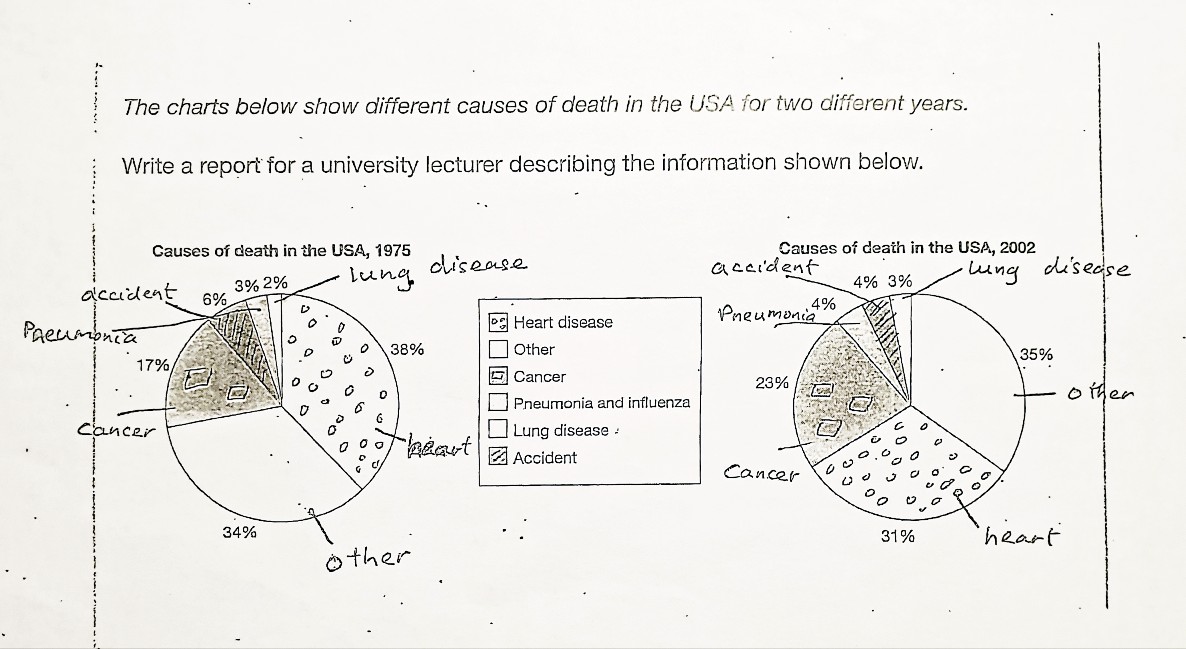 The charts below show different causes of death in the USA for two different years.
Write a report for a university lecturer describing the information shown below.
Causes of death in the USA, 1975
lung disease
accident
6%
3%
2%
Pneumonia
17%
38%
Cancer
heart
34%
other
Heart disease
Other
Cancer
Pneumonia and influenza
Lung disease
Accident
Causes of death in the USA, 2002
accident
lung disease
4%
3%
Pneumonia
4%
35%
23%
other
Cancer
31%
heart